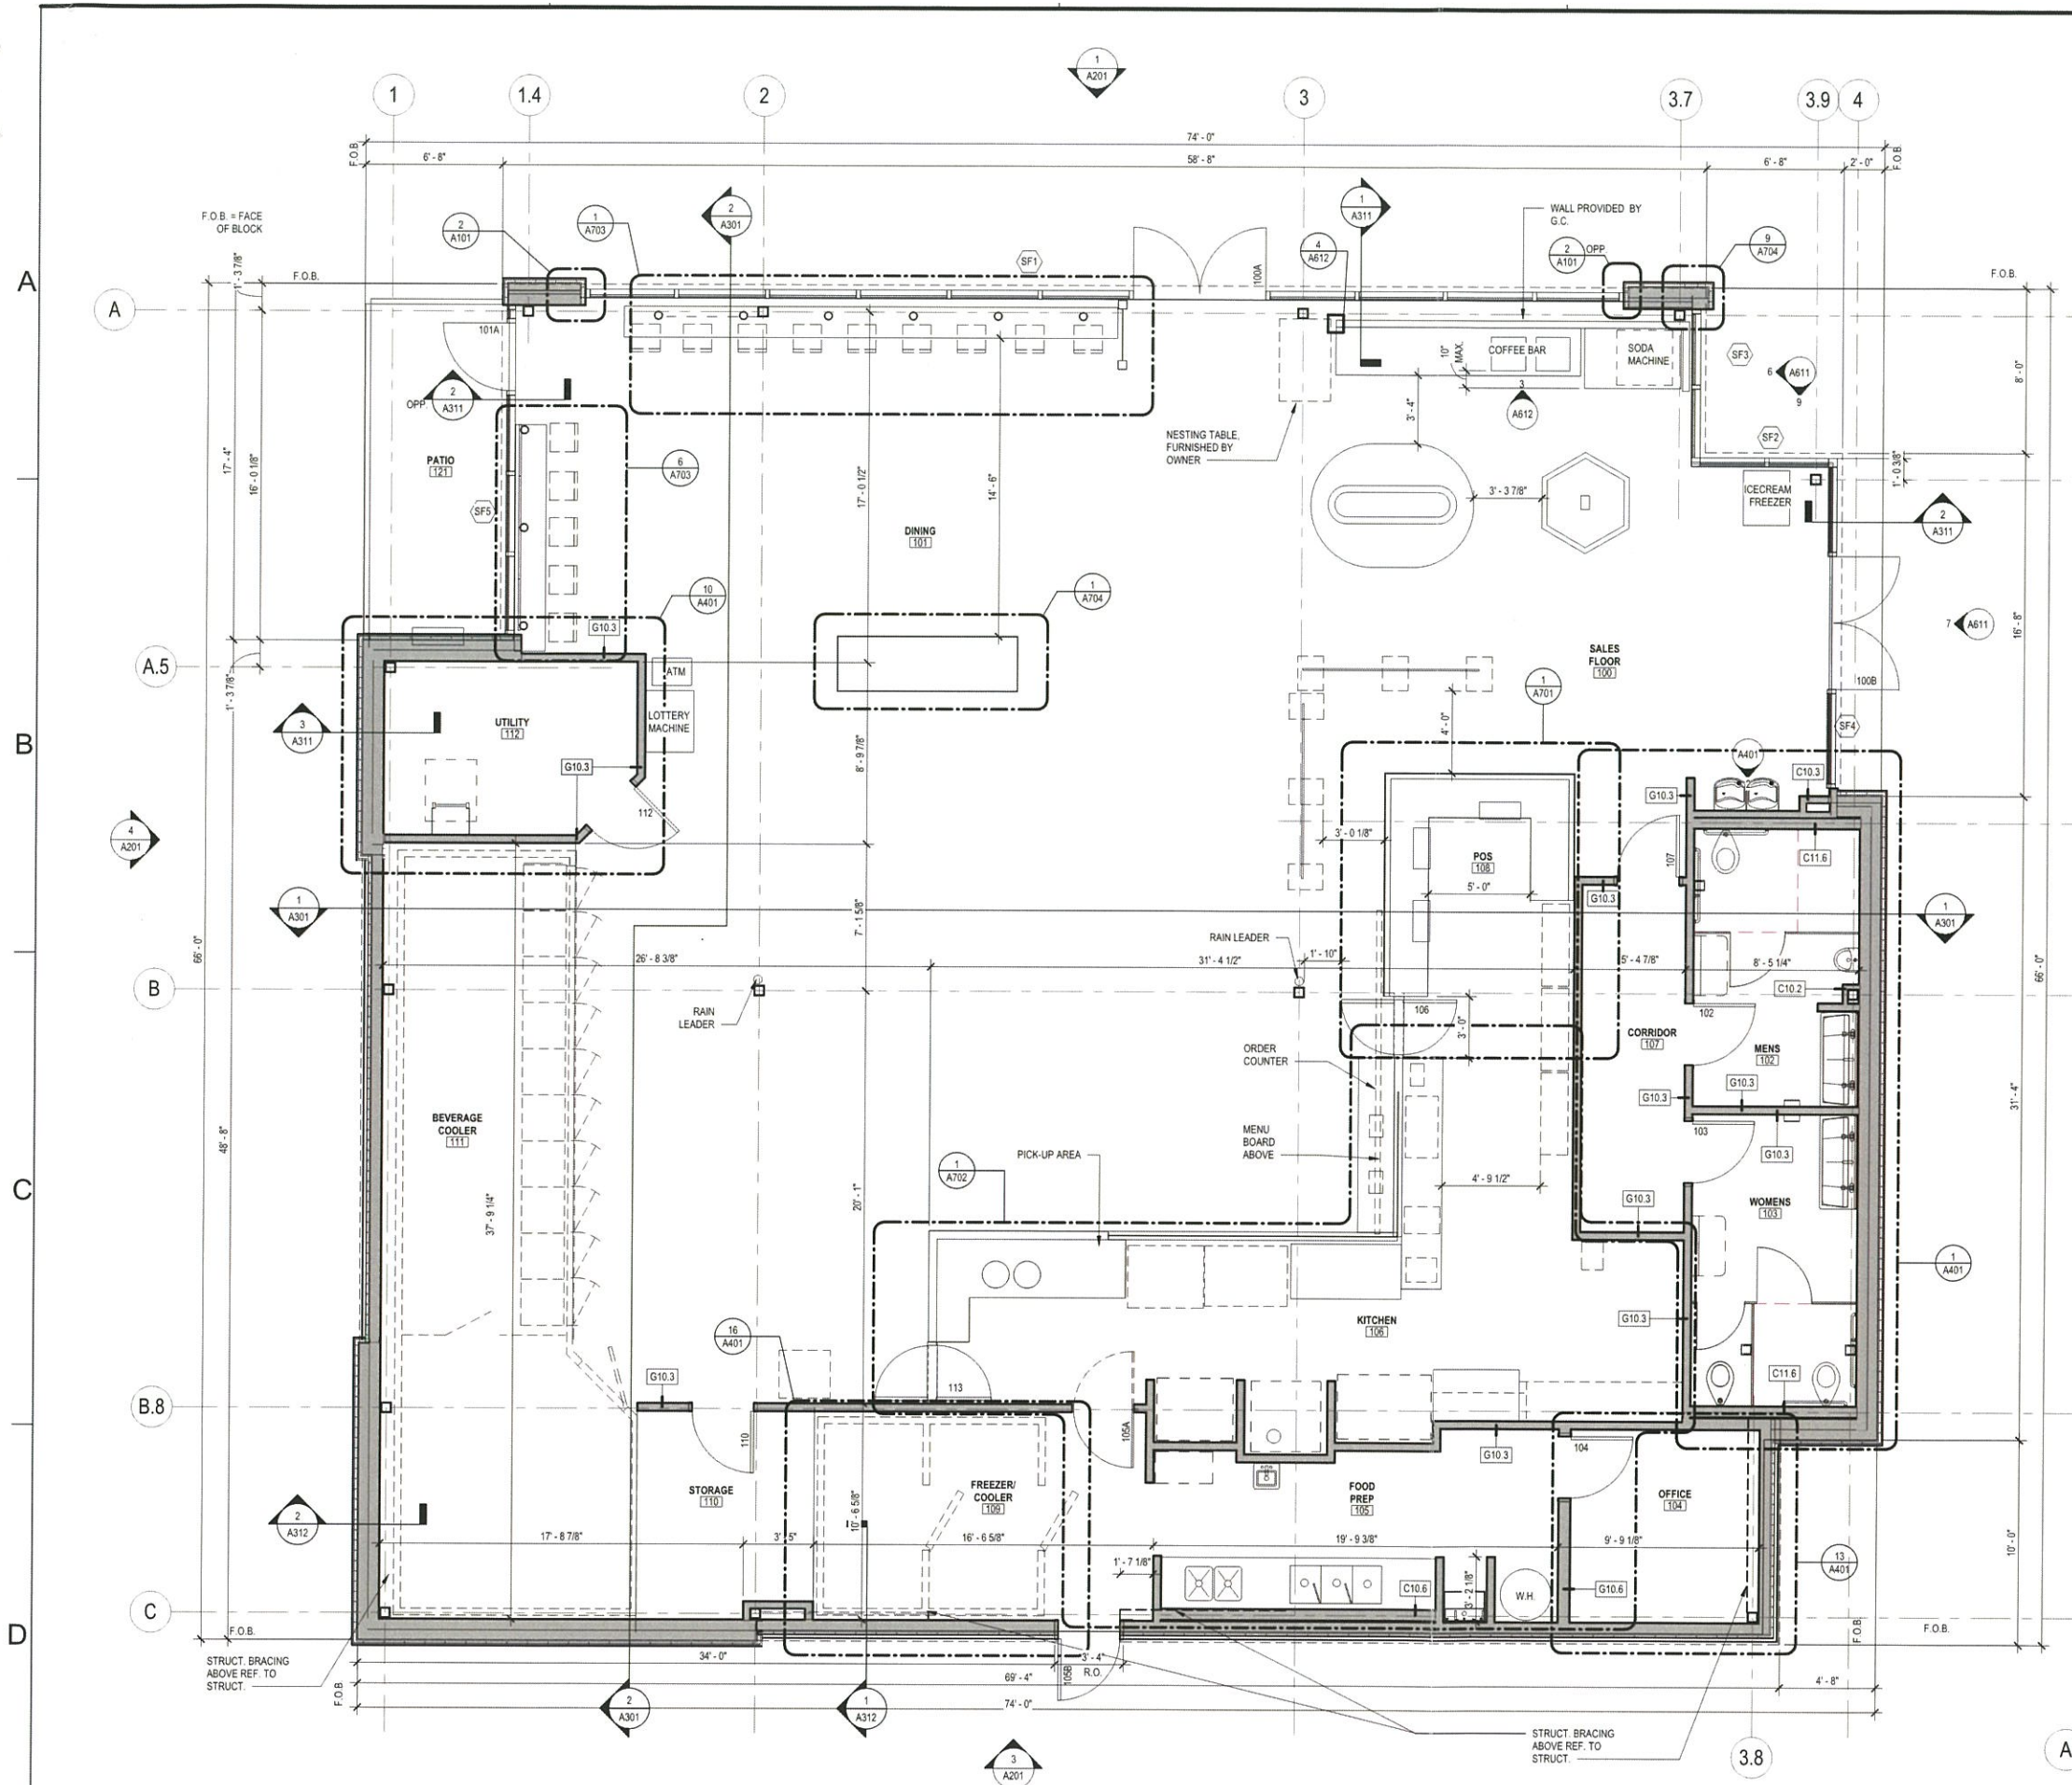 1
A201
1
1.4
2
3
3.7
3.9
4
74' - 0"
F.O.B.
6' - 8"
58' - 8"
6' - 8"
2' - 0"
F.O.B.
F.O.B. = FACE
OF BLOCK
2
A101
1
A703
2
A301
1
A311
WALL PROVIDED BY
G.C.
4
A612
2
A101
OPP.
9
A704
A
1' - 3 7/8"
F.O.B.
SF1
100A
F.O.B.
A
101A
COFFEE BAR
SODA
MACHINE
10"
MAX.
SF3
6
A611
9
8' - 0"
OPP.
2
A311
3
A612
3' - 4"
NESTING TABLE,
FURNISHED BY
OWNER
SF2
PATIO
121
6
A703
17' - 4"
16' - 0 1/8"
17' - 0 1/2"
14' - 6"
1' - 0 3/8"
ICECREAM
FREEZER
3' - 3 7/8"
SF5
DINING
101
2
A311
10
A401
1
A704
G10.3
7
A611
16' - 8"
A.5
1' - 3 7/8"
ATM
SALES
FLOOR
100
1
A701
100B
LOTTERY
MACHINE
UTILITY
112
3
A311
B
8' - 9 7/8"
4' - 0"
SF4
G10.3
A401
2
C10.3
G10.3
112
4
A201
3' - 0 1/8"
POS
108
107
C11.6
5' - 0"
G10.3
1
A301
1
A301
7' - 1 5/8"
66' - 0"
RAIN LEADER
1' - 10"
26' - 8 3/8"
31' - 4 1/2"
5' - 4 7/8"
8' - 5 1/4"
66' - 0"
B
C10.2
RAIN
LEADER
106
3' - 0"
102
CORRIDOR
107
MENS
102
ORDER
COUNTER
G10.3
G10.3
BEVERAGE
COOLER
111
31' - 4"
48' - 8"
103
MENU
BOARD
ABOVE
G10.3
PICK-UP AREA
1
A702
4' - 9 1/2"
C
37' - 9 1/4"
20' - 1"
G10.3
WOMENS
103
1
A401
16
A401
KITCHEN
106
G10.3
G10.3
113
C11.6
B.8
110
105A
104
G10.3
STORAGE
110
FREEZER/
COOLER
109
FOOD
PREP
105
OFFICE
104
2
A312
10' - 6 5/8"
17' - 8 7/8"
3' - 5"
16' - 6 5/8"
19' - 9 3/8"
9' - 9 1/8"
10' - 0"
1' - 7 1/8"
13
A401
C10.6
3' - 2 1/8"
W.H.
G10.6
C
D
F.O.B.
F.O.B.
F.O.B.
34' - 0"
3' - 4"
R.O.
105B
STRUCT. BRACING
ABOVE REF. TO
STRUCT.
69' - 4"
4' - 8"
F.O.B.
74' - 0"
2
A301
1
A312
STRUCT. BRACING
ABOVE REF. TO
STRUCT.
3.8
3
A201
A